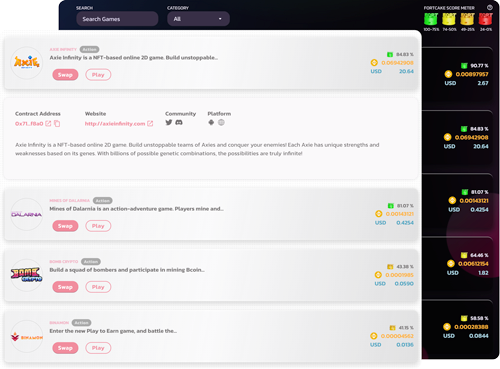 SEARCH
CATEGORY
FORTCAKE SCORE METER
Search Games
All
100-75%
74-50%
49-25%
24-0%
AXIE INFINITY
Action
Axie Infinity is a NFT-based online 2D game. Build unstoppable...
Swap
Play
84.83 %
0.06942908
USD
20.64
90.77 %
0.00897957
USD
2.67
Contract Address
Website
Community
Platform
http://axieinfinity.com
Axie Infinity is an NFT-based online 2D game. Build unstoppable teams of Axies and conquer your enemies! Each Axie has unique strengths and
weaknesses based on its genes. With billions of possible genetic combinations, the possibilities are truly infinity!
84.83 %
0.06942908
USD
20.64
DALARNIA
MINES OF DALARNIA
Action
Mines of Dalarnia is an action-adventure game. Players mine and...
Swap
Play
81.07 %
0.00143121
USD
0.4254
81.07 %
0.00143121
USD
0.4254
BOMB CRYPTO
Action
Build a squad of bombers and participate in mining Bcoin...
Swap
Play
USD
0.0590
64.46 %
0.00612154
USD
1.82
Action
Enter the new Play to Earn game, and battle the...
Swap
Play
41.15 %
0.00004562
USD
0.0136
58.58 %
0.00028388
USD
0.0844